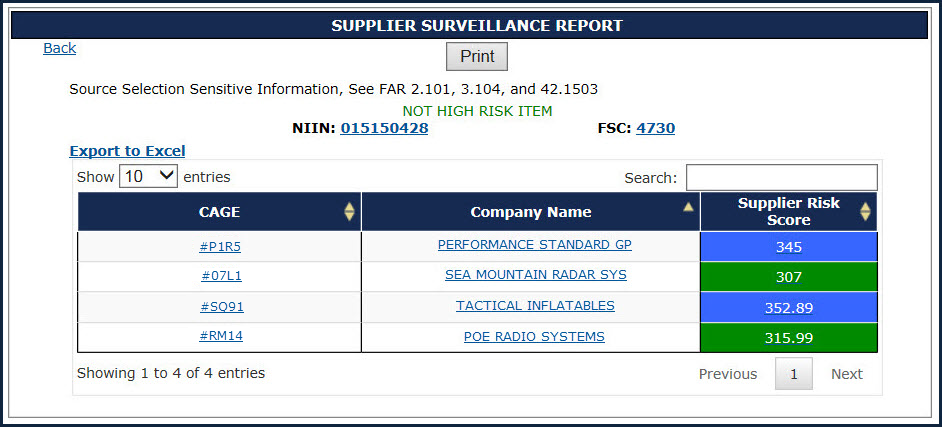 SUPPLIER SURVEILLANCE REPORT
Back
Print
Source Selection Sensitive Information, See FAR 2.101, 3.104, and 42.1503
NOT HIGH RISK ITEM
NIIN: 015150428 FSC: 4730
Export to Excel
Show 10 entries Search:
CAGE Company Name Supplier Risk Score
#P1R5 PERFORMANCE STANDARD GP 345
#07L1 SEA MOUNTAIN RADAR SYS 307
#SQ91 TACTICAL INFLATABLES 352.89
#RM14 POE RADIO SYSTEMS 315.99
Showing 1 to 4 of 4 entries Previous 1 Next